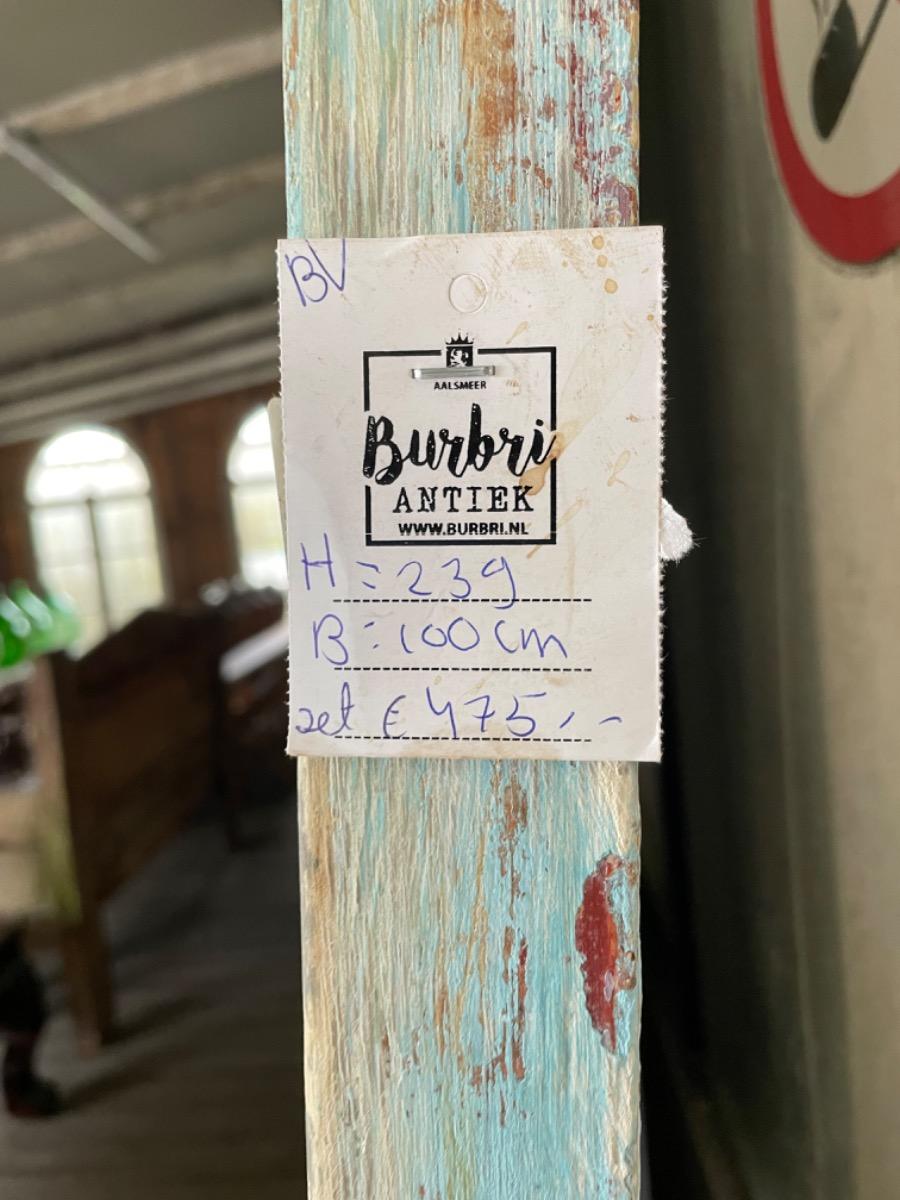 BV
AALSMEER
Burbri
ANTIEK
WWW.BURBRI.NL
H = 239
B = 100 cm
set € 475,--